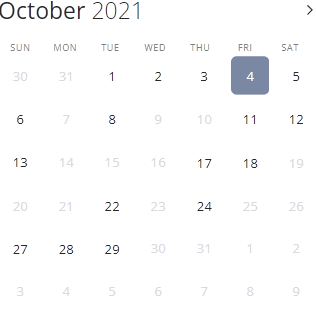 October 2021
SUN MON TUE WED THU FRI SAT
30 31 1 2 3 4 5
6 7 8 9 10 11 12
13 14 15 16 17 18 19
20 21 22 23 24 25 26
27 28 29 30 31 1 2
3 4 5 6 7 8 9